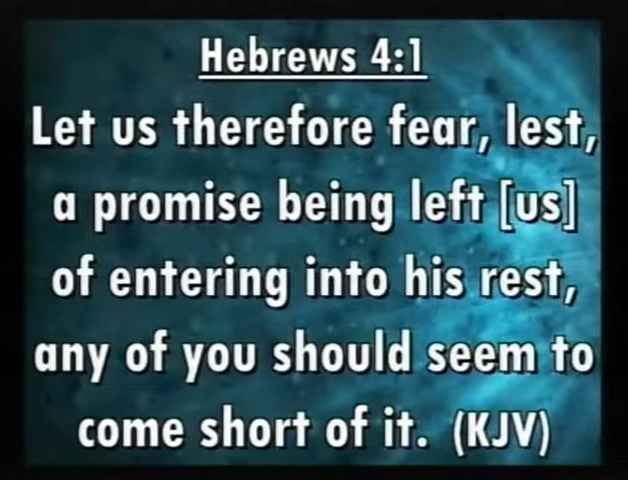 Hebrews 4:1
Let us therefore fear, lest,
a promise being left [us]
of entering into his rest,
any of you should seem to
come short of it. (KJV)